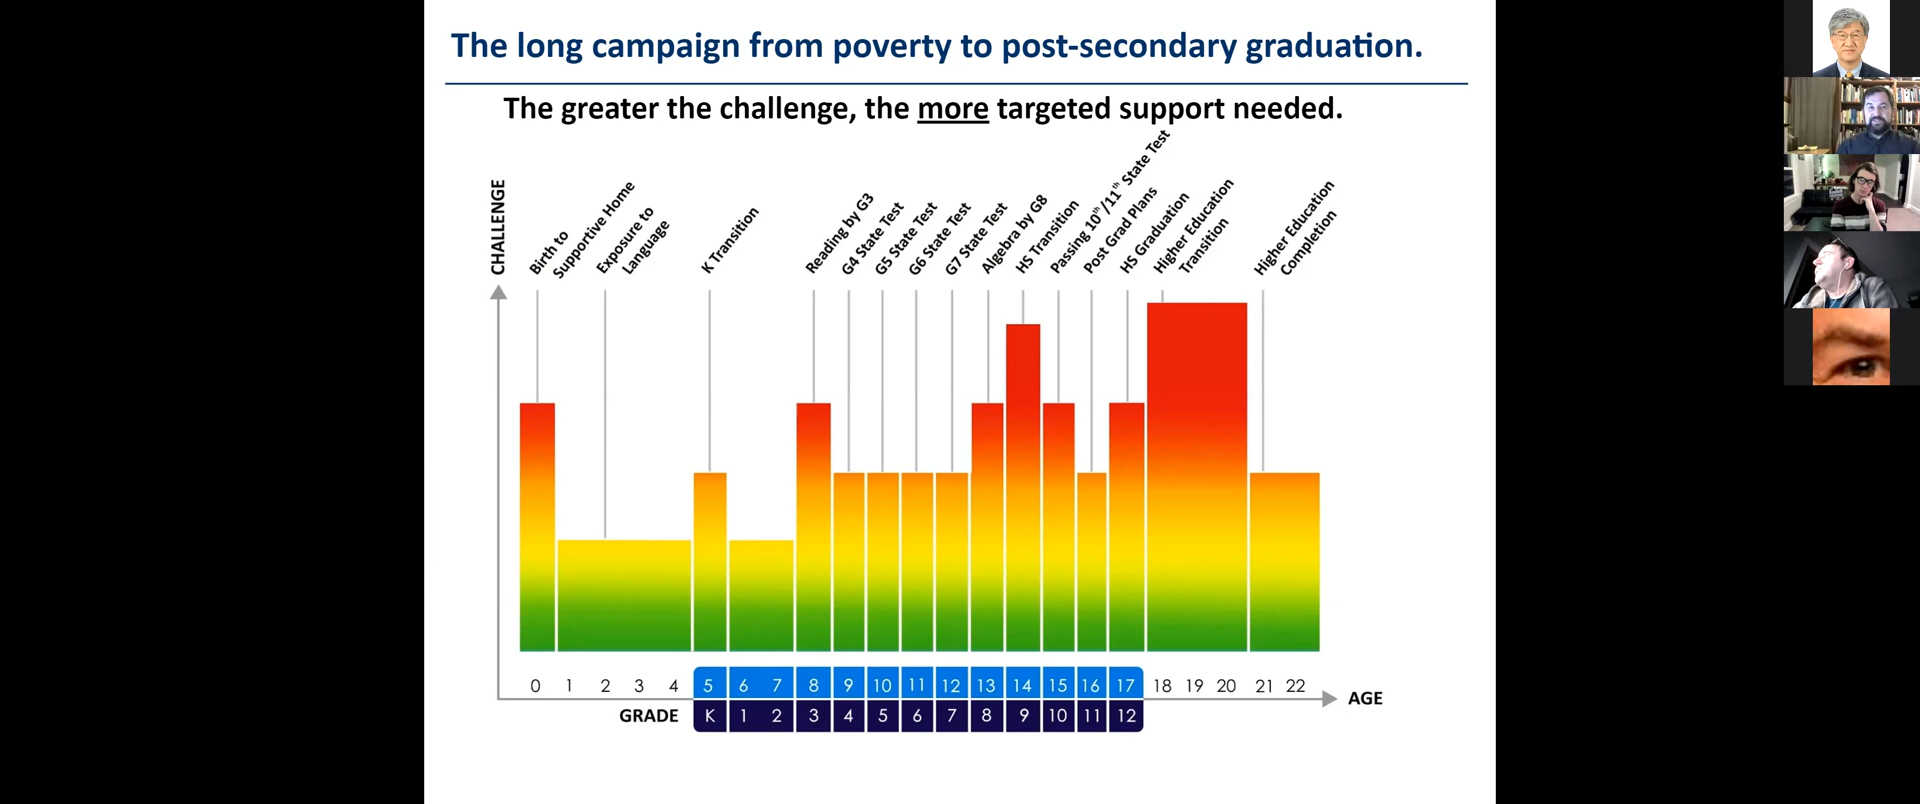 The long campaign from poverty to post-secondary graduation.
The greater the challenge, the more targeted support needed.
CHALLENGE
Birth to
Supportive Home
Exposure to
Language
K Transition
Reading by G3
G4 State Test
G5 State Test
G6 State Test
G7 State Test
Algebra by G8
HS Transition
Passing 10th/11th State Test
Post Grad Plans
HS Graduation
Higher Education
Transition
Higher Education
Completion
0 1 2 3 4 5 6 7 8 9 10 11 12 13 14 15 16 17 18 19 20 21 22
AGE
GRADE K 1 2 3 4 5 6 7 8 9 10 11 12